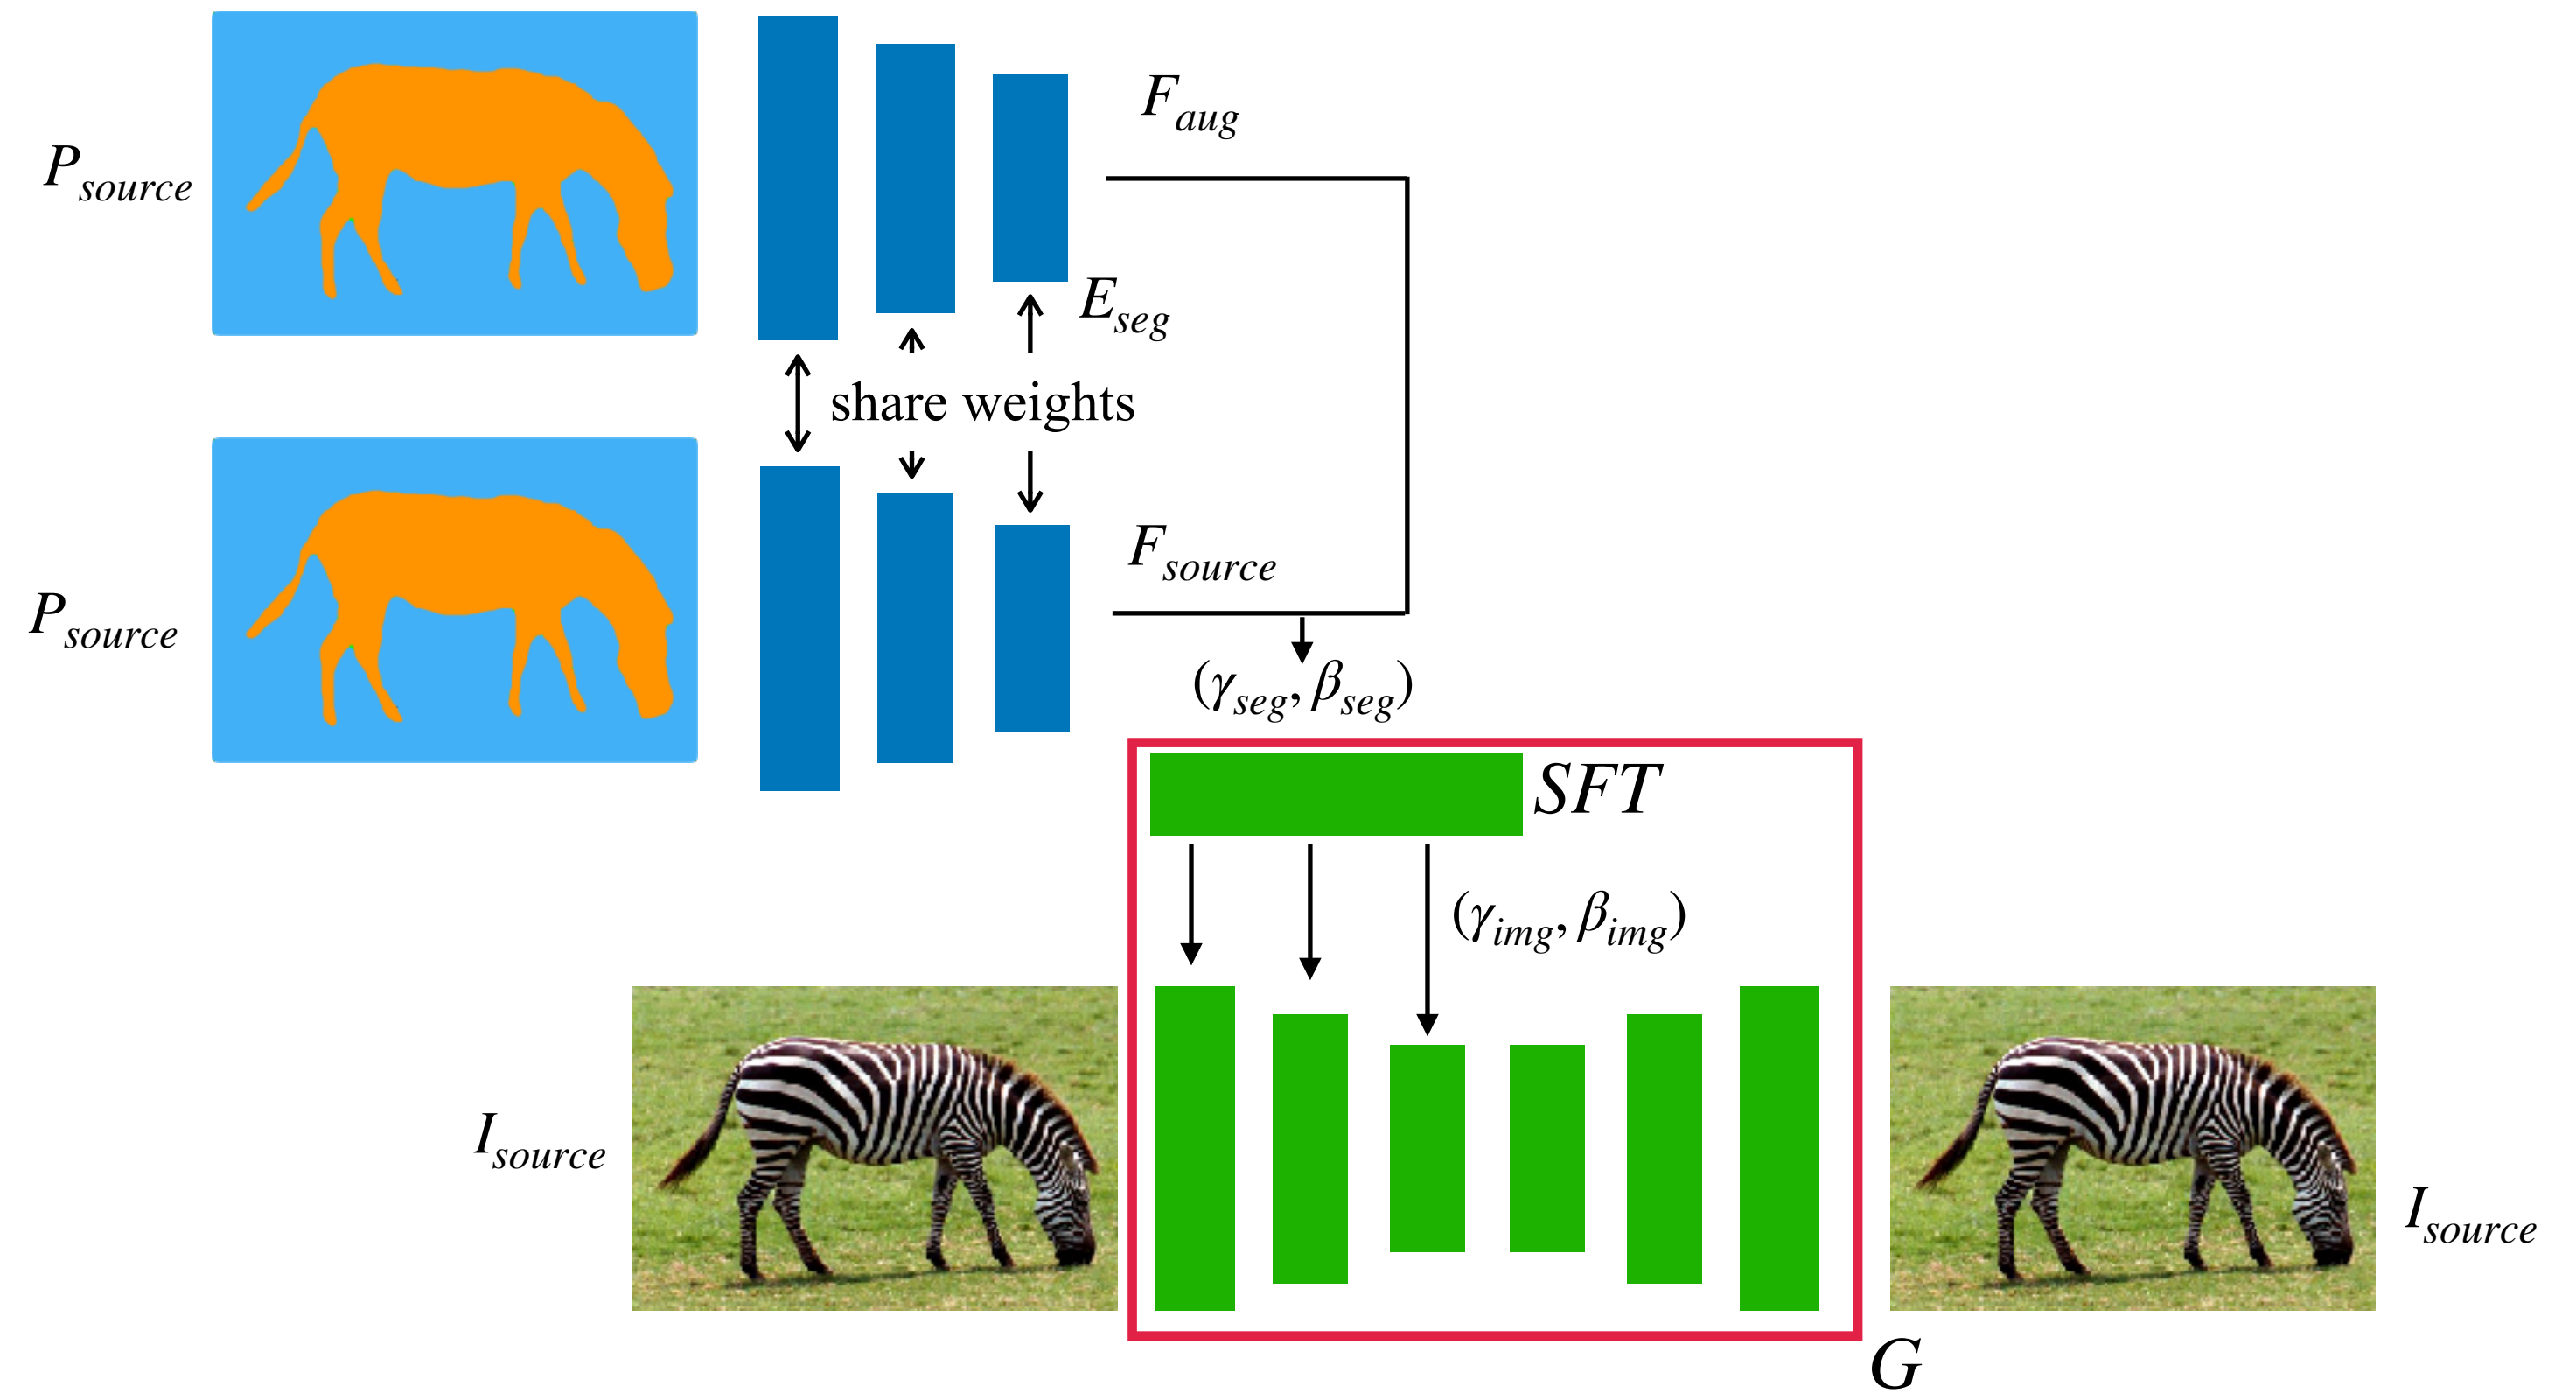 F_aug
P_source
E_seg
share weights
F_source
P_source
(γ_seg, β_seg)
SFT
(γ_img, β_img)
I_source
I_source
G